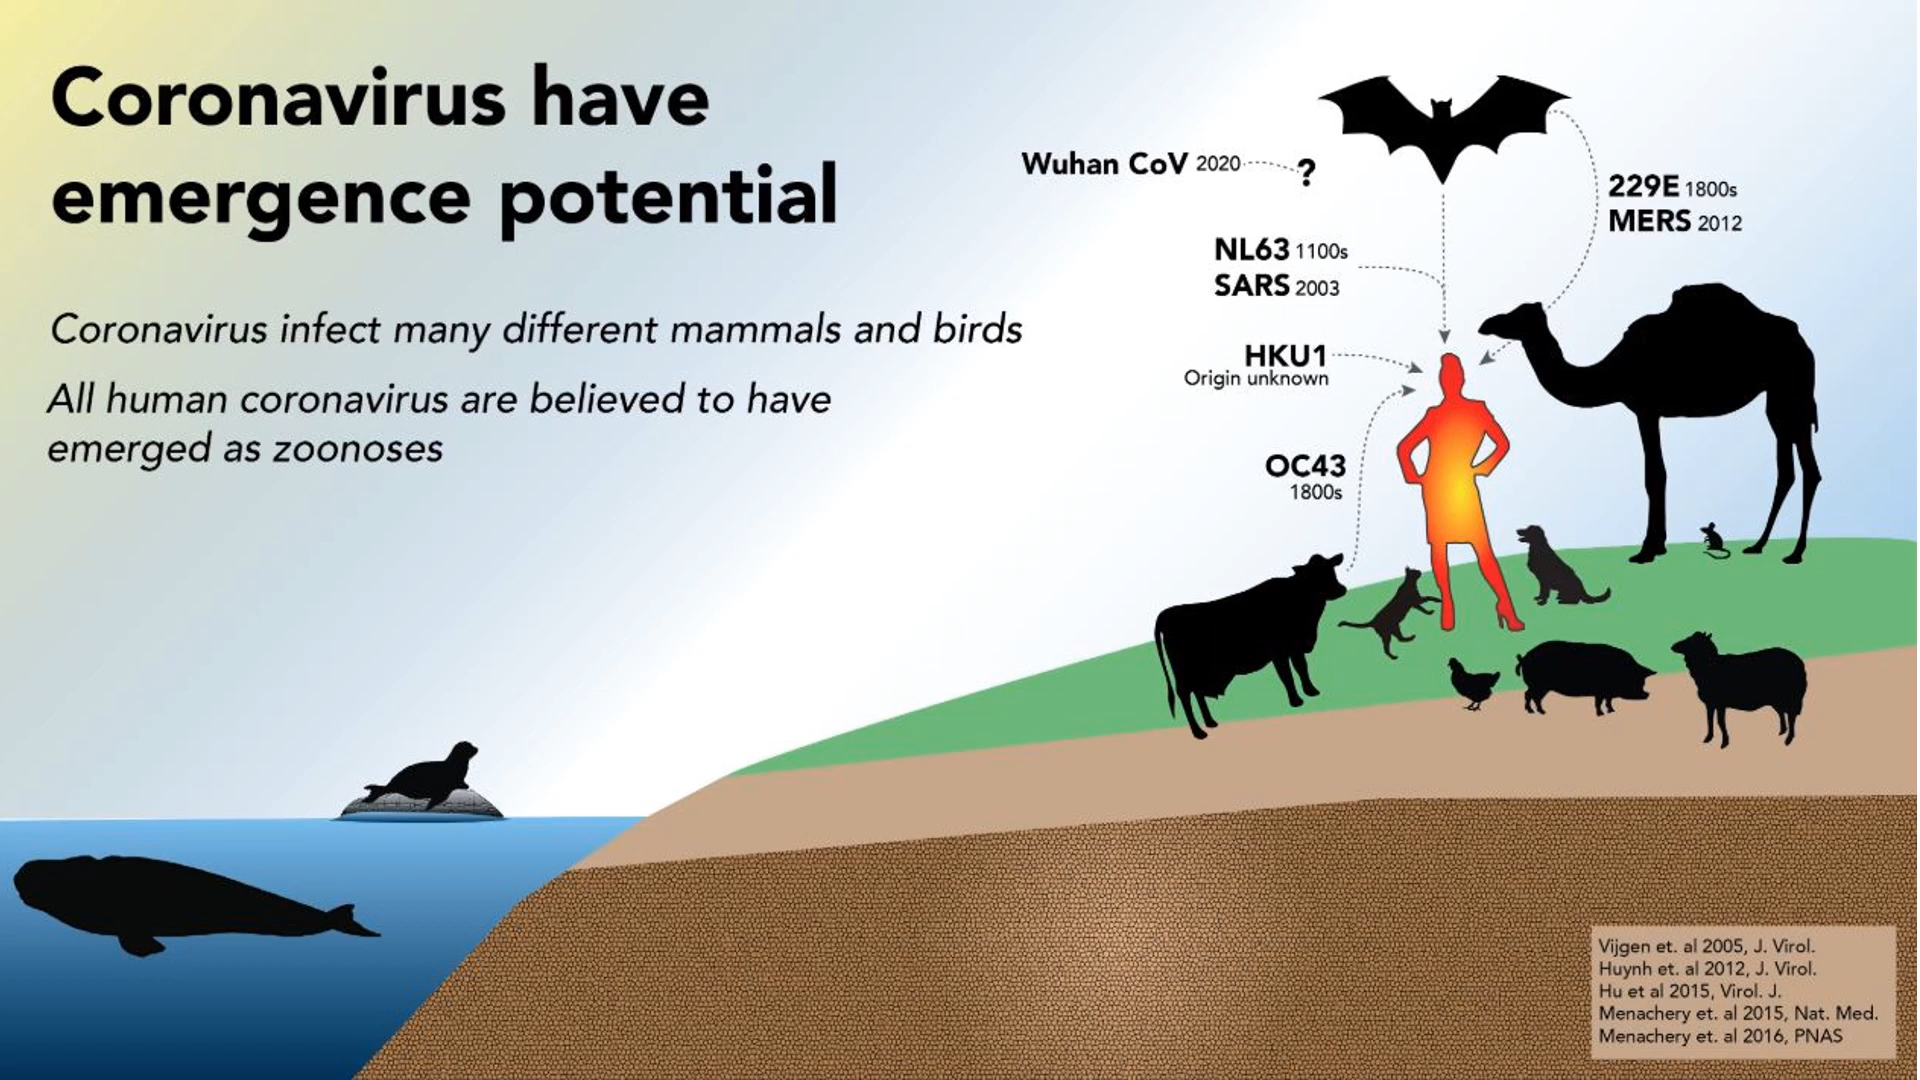 Coronavirus have
emergence potential
Coronavirus infect many different mammals and birds
All human coronavirus are believed to have
emerged as zoonoses
Wuhan CoV 2020
?
229E 1800s
MERS 2012
NL63 1100s
SARS 2003
HKU1
Origin unknown
OC43
1800s
Vijgen et. al 2005, J. Virol.
Huynh et. al 2012, J. Virol.
Hu et al 2015, Virol. J.
Menachery et. al 2015, Nat. Med.
Menachery et. al 2016, PNAS